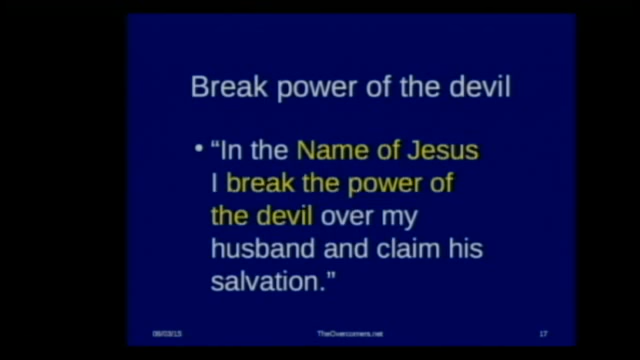 Break power of the devil
• “In the Name of Jesus
I break the power of
the devil over my
husband and claim his
salvation.”
TheOvercomers.net
17